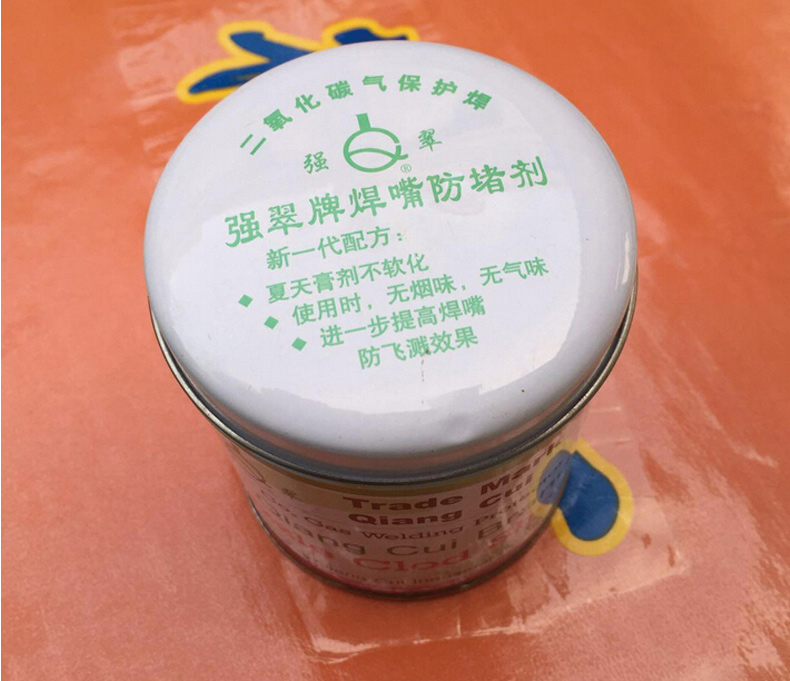 二氧化碳气保护焊
强 翠
®
强翠牌焊嘴防堵剂
新一代配方：
◆ 夏天膏剂不软化
◆ 使用时，无烟味，无气味
◆ 进一步提高焊嘴
防飞溅效果
Trade Mark
Qiang Cui
Gas Welding
Cui
Clod